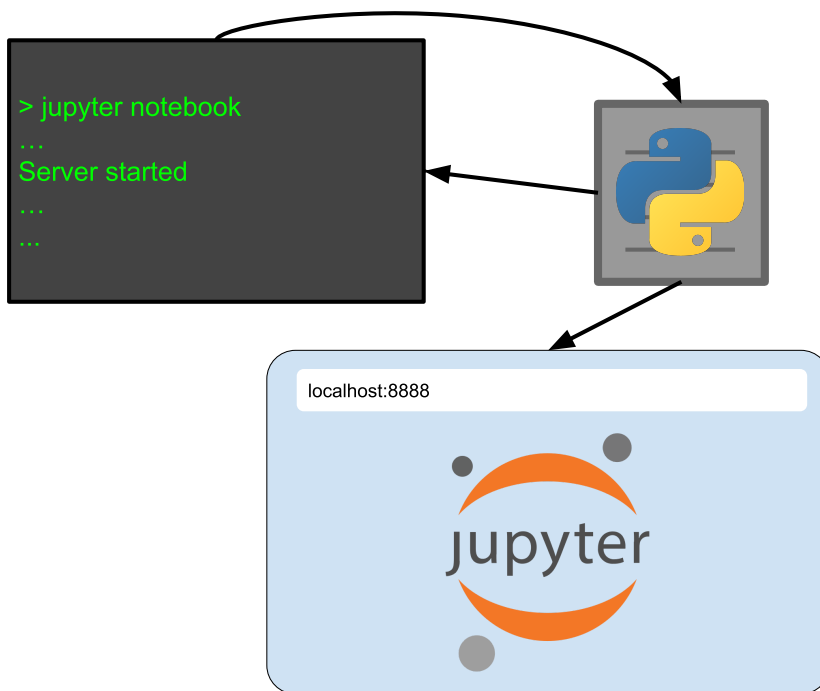 > jupyter notebook
…
Server started
…
...
localhost:8888
jupyter